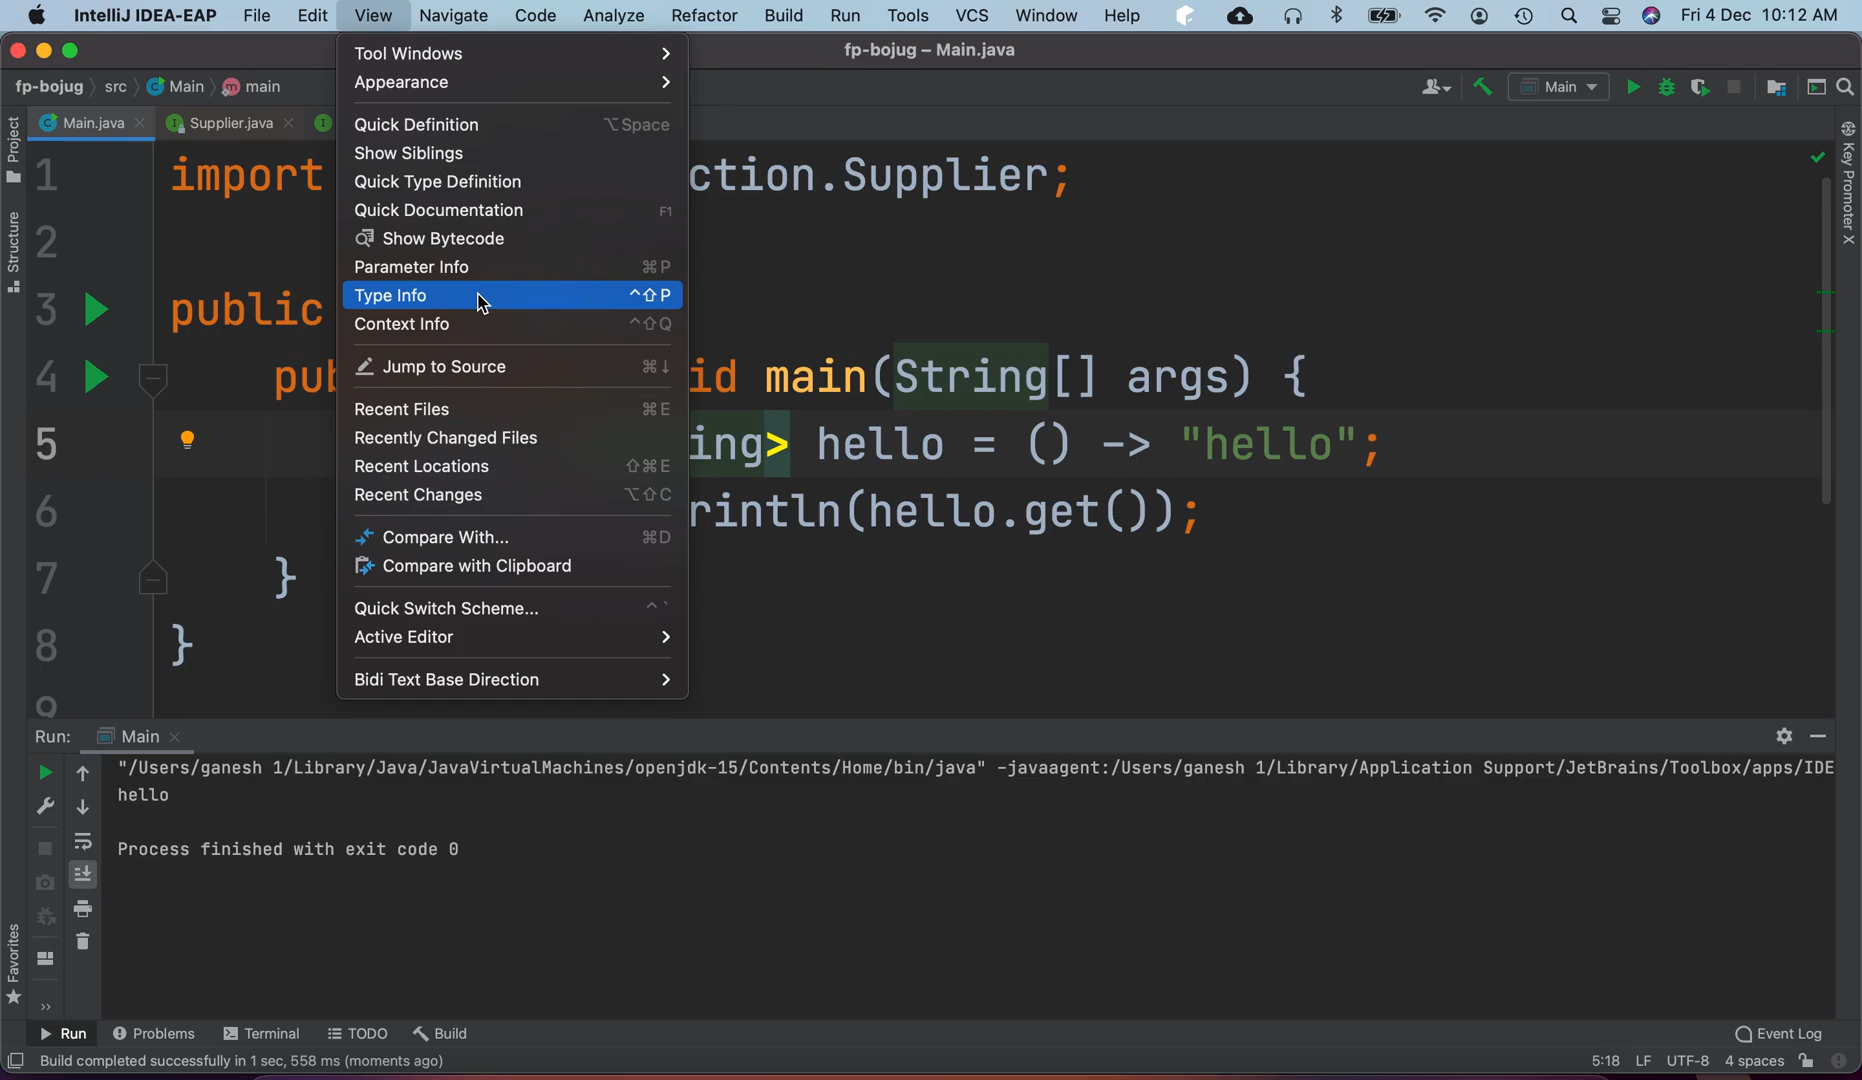 IntelliJ IDEA-EAP File Edit View Navigate Code Analyze Refactor Build Run Tools VCS Window Help Fri 4 Dec 10:12 AM
fp-bojug – Main.java
fp-bojug src Main main
Main
Main.java Supplier.java
Tool Windows
Appearance
Quick Definition ⌥Space
Show Siblings
Quick Type Definition
Quick Documentation F1
Show Bytecode
Parameter Info ⌘P
Type Info ^⇧P
Context Info ^⇧Q
Jump to Source ⌘↓
Recent Files ⌘E
Recently Changed Files
Recent Locations ⇧⌘E
Recent Changes ⌥⇧C
Compare With... ⌘D
Compare with Clipboard
Quick Switch Scheme... ^`
Active Editor
Bidi Text Base Direction
Project
Structure
Favorites
Key Promoter X
1 import ction.Supplier;
2
3 public
4 pub id main(String[] args) {
5 ing> hello = () -> "hello";
6 rintln(hello.get());
7 }
8 }
9
Run: Main
"/Users/ganesh 1/Library/Java/JavaVirtualMachines/openjdk-15/Contents/Home/bin/java" -javaagent:/Users/ganesh 1/Library/Application Support/JetBrains/Toolbox/apps/IDE
hello
Process finished with exit code 0
Run Problems Terminal TODO Build Event Log
Build completed successfully in 1 sec, 558 ms (moments ago) 5:18 LF UTF-8 4 spaces